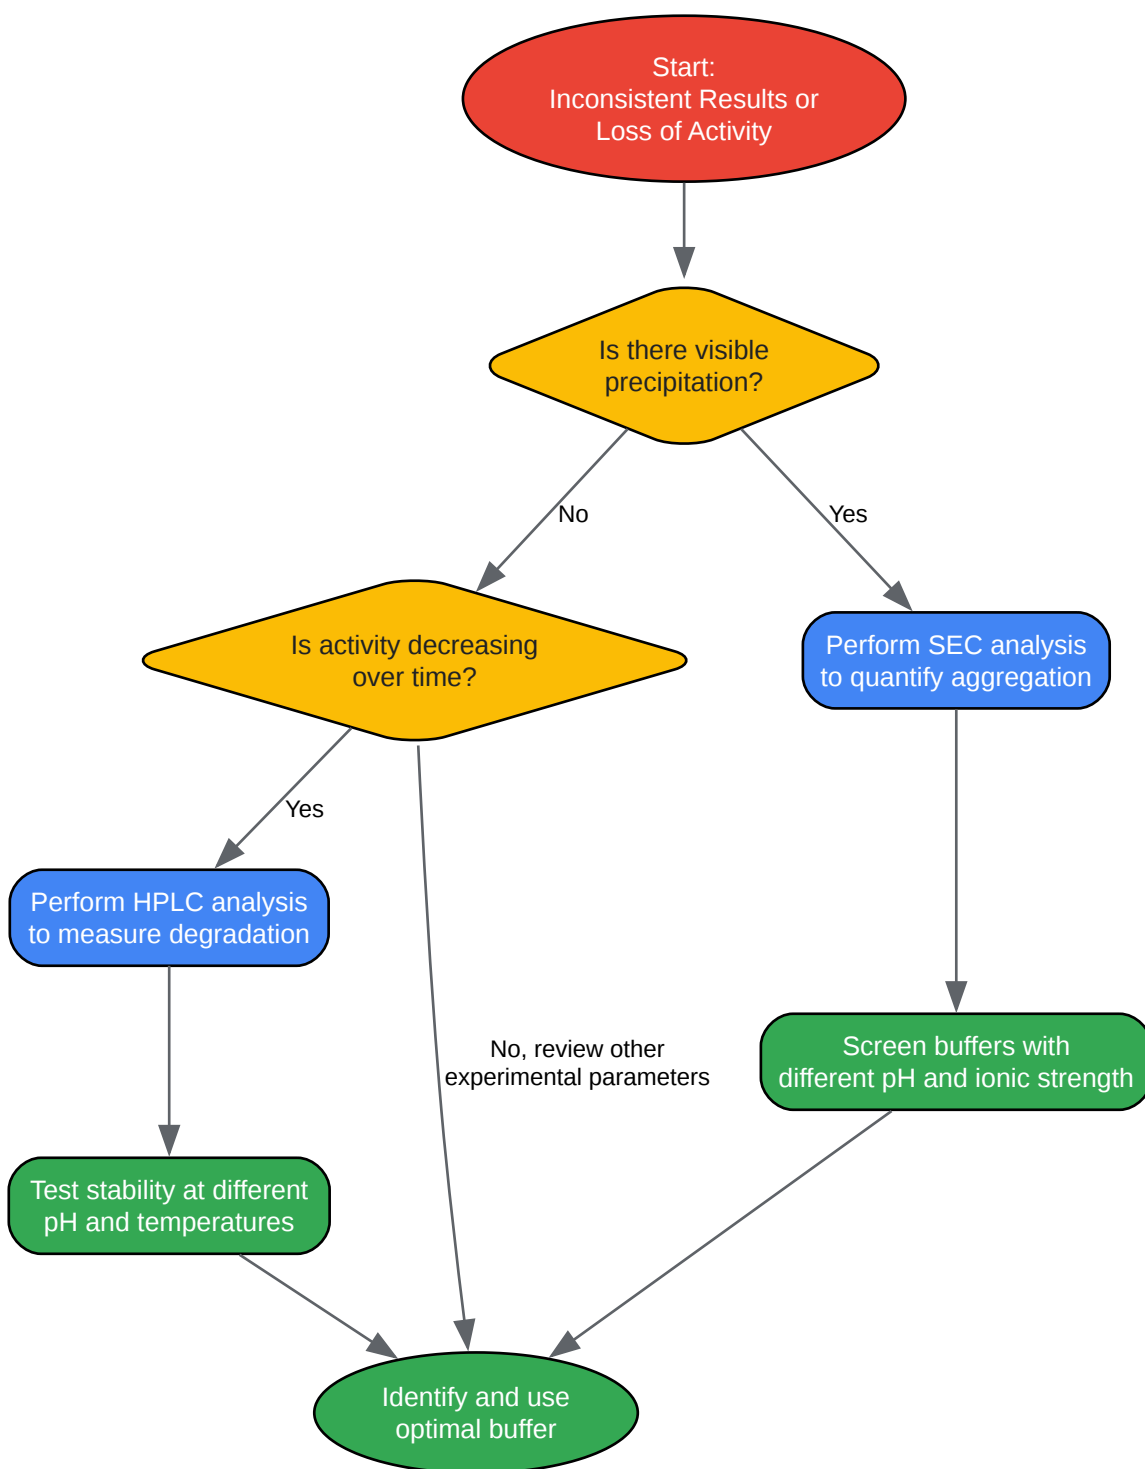 Start:
Inconsistent Results or
Loss of Activity
Is there visible
precipitation?
No
Yes
Is activity decreasing
over time?
Perform SEC analysis
to quantify aggregation
Yes
Perform HPLC analysis
to measure degradation
No, review other
experimental parameters
Screen buffers with
different pH and ionic strength
Test stability at different
pH and temperatures
Identify and use
optimal buffer